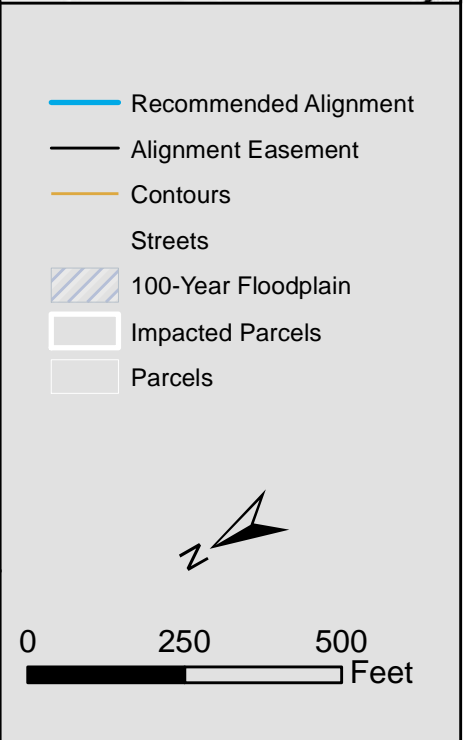 Recommended Alignment
Alignment Easement
Contours
Streets
100-Year Floodplain
Impacted Parcels
Parcels
N
0 250 500
Feet